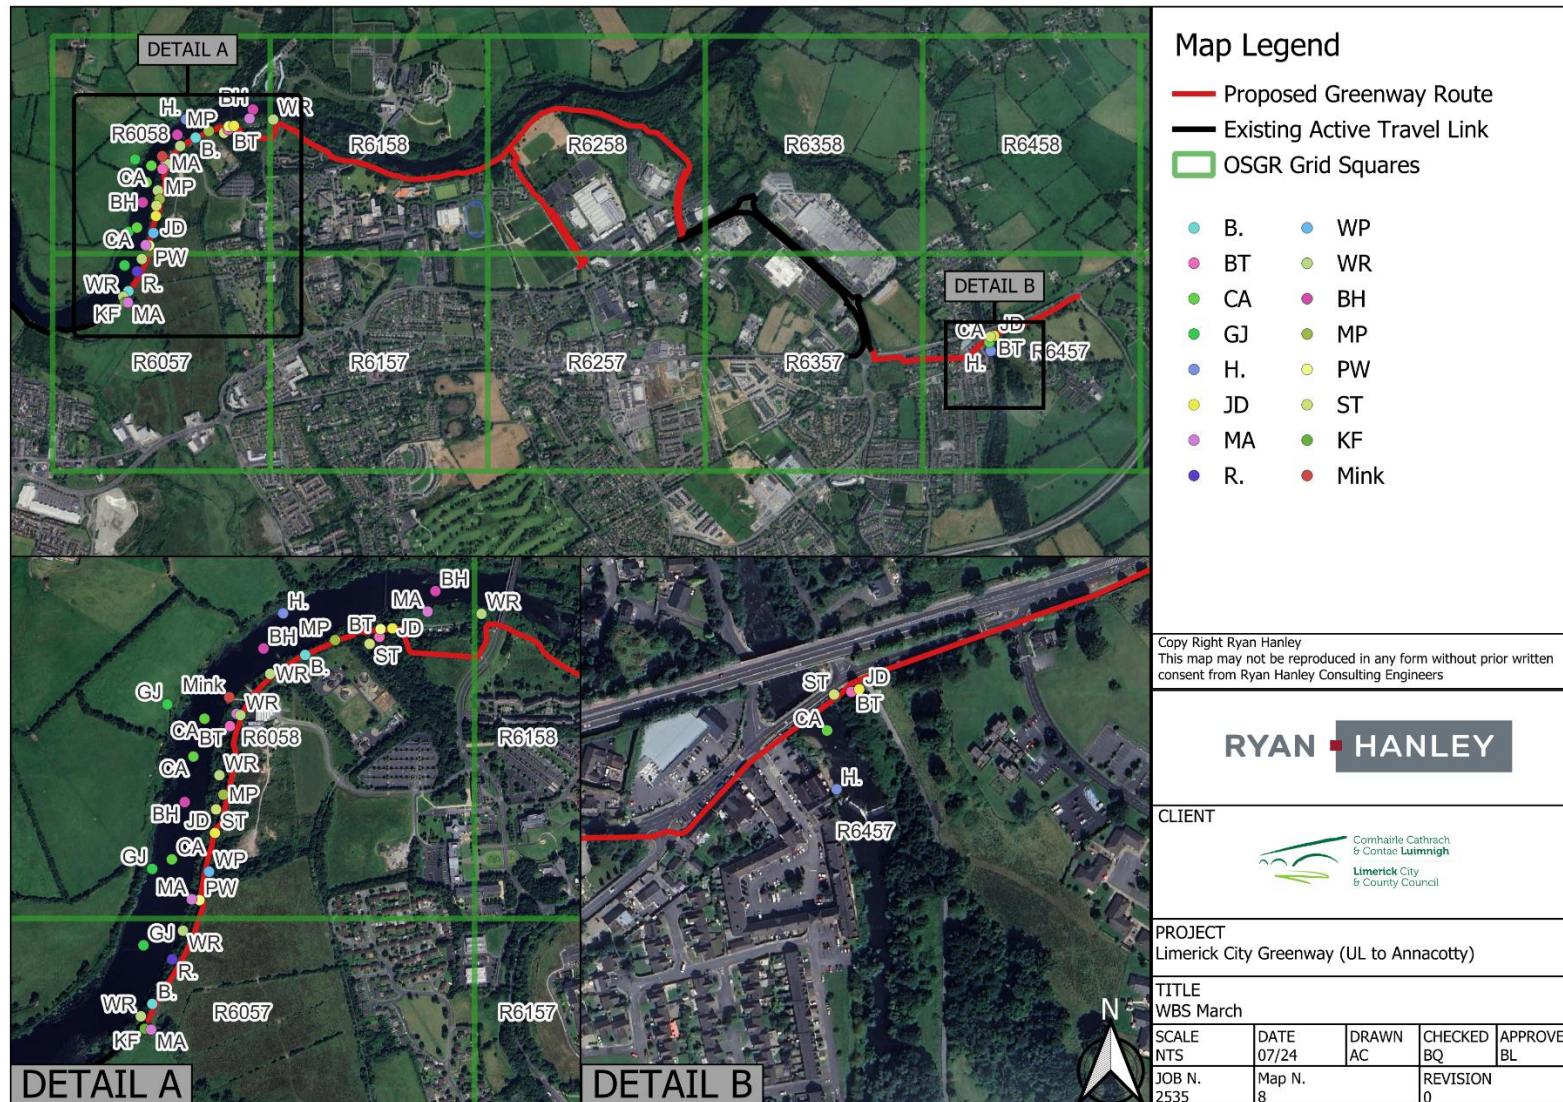 DETAIL A
BH
WR
H.
MP
R6058
B.
BT
R6158
R6258
R6358
R6458
MA
CA
MP
BH
JD
CA
PW
WR
R.
KF
MA
R6057
R6157
R6257
R6357
DETAIL B
CA
JD
BT
H.
R6457
BH
H.
MA
WR
BH
MP
BT
JD
ST
B.
WR
Mink
GJ
WR
CA
BT
R6058
R6158
CA
WR
MP
BH
JD
ST
GJ
CA
WP
MA
PW
GJ
WR
R.
B.
WR
R6057
R6157
KF
MA
DETAIL A
ST
JD
BT
CA
H.
R6457
N
DETAIL B
Map Legend
Proposed Greenway Route
Existing Active Travel Link
OSGR Grid Squares
B.
WP
BT
WR
CA
BH
GJ
MP
H.
PW
JD
ST
MA
KF
R.
Mink
Copy Right Ryan Hanley
This map may not be reproduced in any form without prior written
consent from Ryan Hanley Consulting Engineers
RYAN HANLEY
CLIENT
Comhairle Cathrach
& Contae Luimnigh
Limerick City
& County Council
PROJECT
Limerick City Greenway (UL to Annacotty)
TITLE
WBS March
SCALE
NTS
DATE
07/24
DRAWN
AC
CHECKED
BQ
APPROVE
BL
JOB N.
2535
Map N.
8
REVISION
0